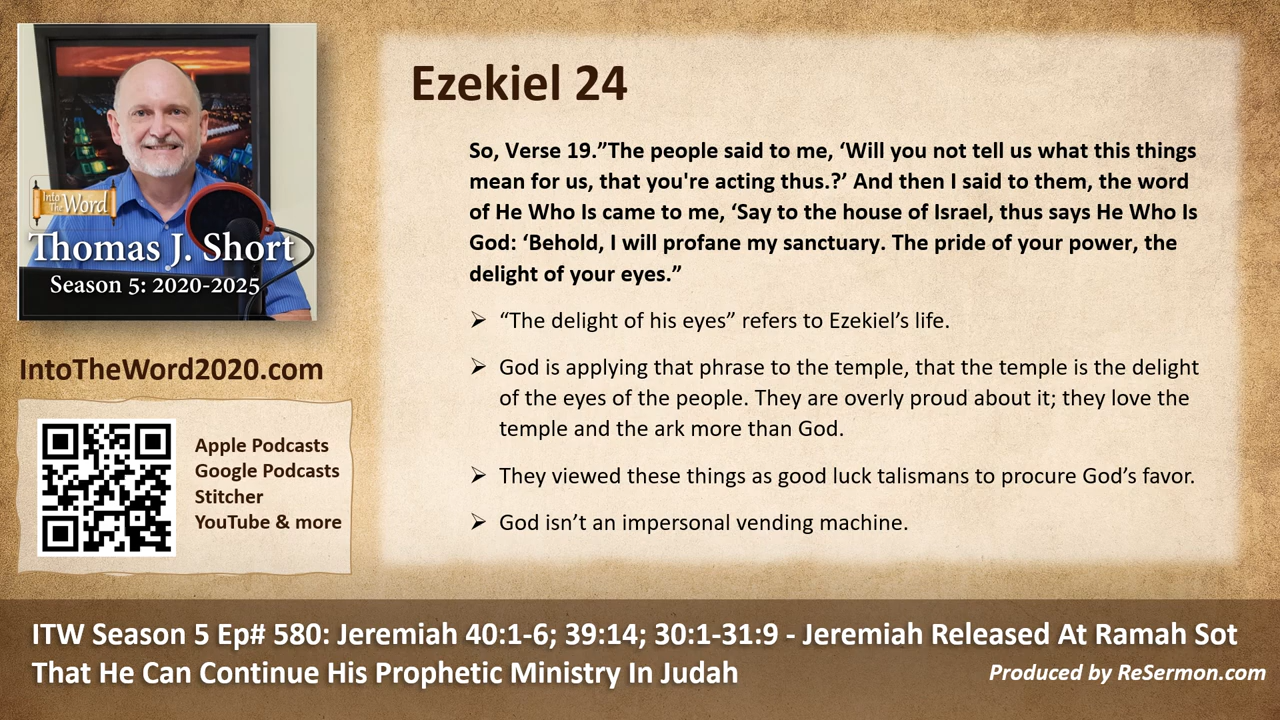 Into
The Word
Thomas J. Short
Season 5: 2020-2025
IntoTheWord2020.com
Apple Podcasts
Google Podcasts
Stitcher
YouTube & more
Ezekiel 24
So, Verse 19.”The people said to me, ‘Will you not tell us what this things
mean for us, that you're acting thus.?’ And then I said to them, the word
of He Who Is came to me, ‘Say to the house of Israel, thus says He Who Is
God: ‘Behold, I will profane my sanctuary. The pride of your power, the
delight of your eyes.”
➢ “The delight of his eyes” refers to Ezekiel’s life.
➢ God is applying that phrase to the temple, that the temple is the delight
of the eyes of the people. They are overly proud about it; they love the
temple and the ark more than God.
➢ They viewed these things as good luck talismans to procure God’s favor.
➢ God isn’t an impersonal vending machine.
ITW Season 5 Ep# 580: Jeremiah 40:1-6; 39:14; 30:1-31:9 - Jeremiah Released At Ramah Sot
That He Can Continue His Prophetic Ministry In Judah
Produced by ReSermon.com